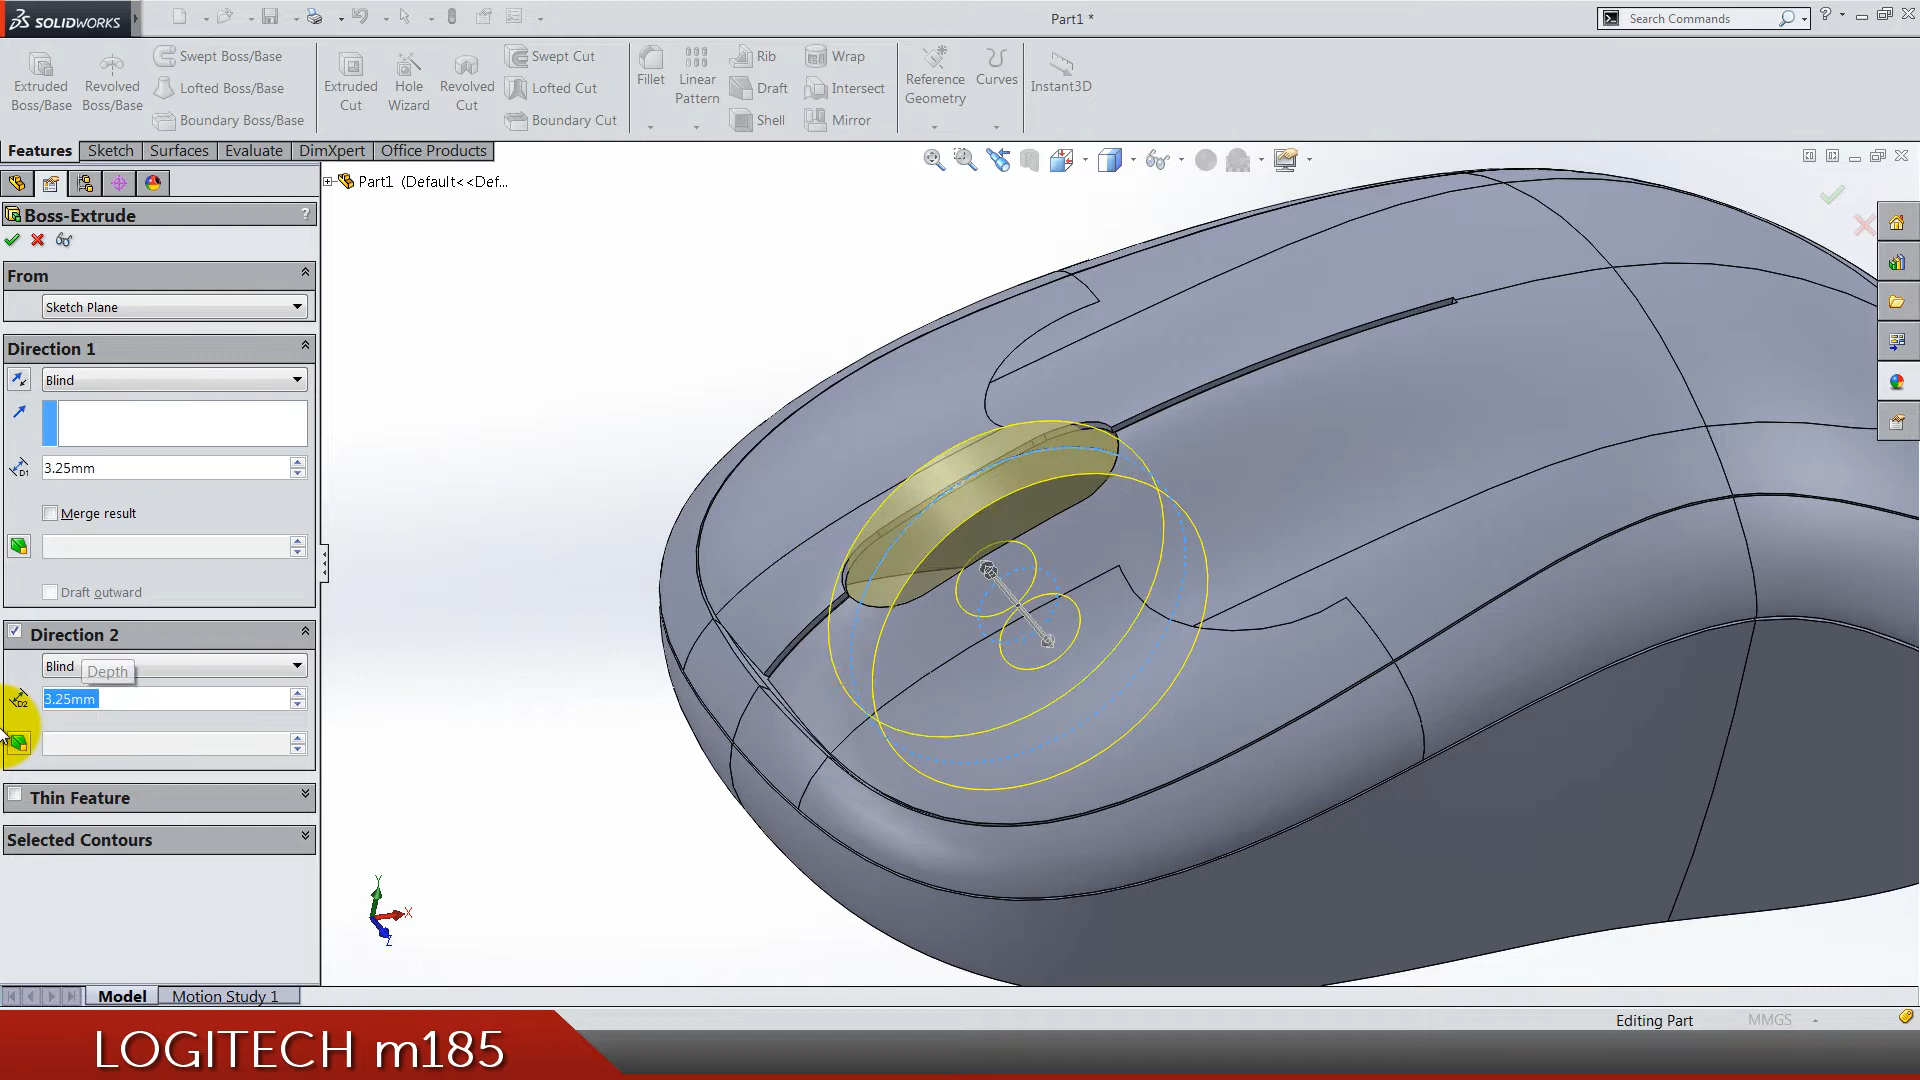 SOLIDWORKS
Part1 *
Search Commands
Extruded Boss/Base
Revolved Boss/Base
Swept Boss/Base
Lofted Boss/Base
Boundary Boss/Base
Extruded Cut
Hole Wizard
Revolved Cut
Swept Cut
Lofted Cut
Boundary Cut
Fillet
Linear Pattern
Rib
Draft
Shell
Wrap
Intersect
Mirror
Reference Geometry
Curves
Instant3D
Features
Sketch
Surfaces
Evaluate
DimXpert
Office Products
Part1 (Default<<Def...
Boss-Extrude
?
From
Sketch Plane
Direction 1
Blind
D1
3.25mm
Merge result
Draft outward
Direction 2
Blind
Depth
D2
3.25mm
Thin Feature
Selected Contours
Y
X
Z
Model
Motion Study 1
Editing Part
MMGS
LOGITECH m185